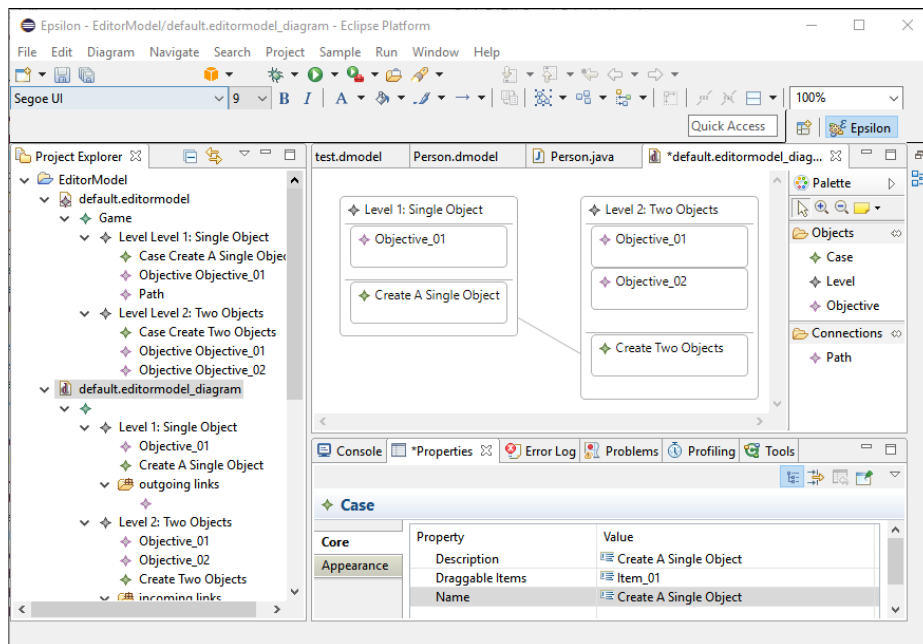 Epsilon - EditorModel/default.editormodel_diagram - Eclipse Platform
File Edit Diagram Navigate Search Project Sample Run Window Help
Segoe UI 9 B I A 100%
Quick Access Epsilon
Project Explorer
EditorModel
default.editormodel
Game
Level Level 1: Single Object
Case Create A Single Objec
Objective Objective_01
Path
Level Level 2: Two Objects
Case Create Two Objects
Objective Objective_01
Objective Objective_02
default.editormodel_diagram
Level 1: Single Object
Objective_01
Create A Single Object
outgoing links
Level 2: Two Objects
Objective_01
Objective_02
Create Two Objects
incoming links
test.dmodel Person.dmodel Person.java *default.editormodel_diag...
Level 1: Single Object
Objective_01
Create A Single Object
Level 2: Two Objects
Objective_01
Objective_02
Create Two Objects
Palette
Objects
Case
Level
Objective
Connections
Path
Console *Properties Error Log Problems Profiling Tools
Case
Core
Appearance
Property Value
Description Create A Single Object
Draggable Items Item_01
Name Create A Single Object